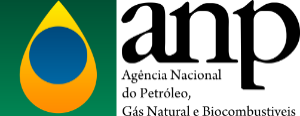 anp
Agência Nacional
do Petróleo,
Gás Natural e Biocombustíveis